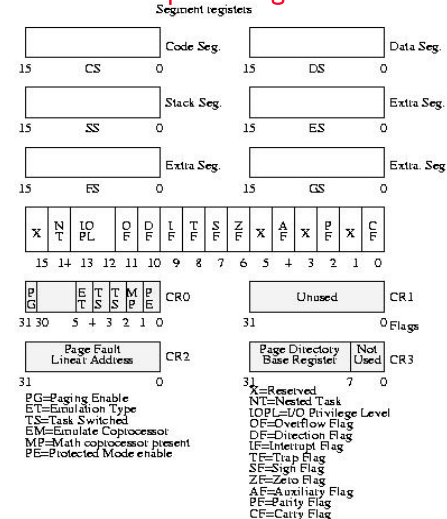 Segment registers
Code Seg. Data Seg.
15 CS 0 15 DS 0
Stack Seg. Extra Seg.
15 SS 0 15 ES 0
Extra Seg. Extra. Seg
15 FS 0 15 GS 0
X NT IOPL OF DF IF TF SF ZF X AF X PF X CF
15 14 13 12 11 10 9 8 7 6 5 4 3 2 1 0
PG ET TS TS MP PE CR0 Unused CR1
31 30 5 4 3 2 1 0 31 0 Flags
Page Fault Page Directory Not
Linear Address CR2 Base Register Used CR3
31 0 31 7 0
PG=Paging Enable
ET=Emulation Type
TS=Task Switched
EM=Emulate Coprocessor
MP=Math coprocessor present
PE=Protected Mode enable
X=Reserved
NT=Nested Task
IOPL=I/O Privilege Level
OF=Overflow Flag
DF=Direction Flag
IF=Interrupt Flag
TF=Trap Flag
SF=Sign Flag
ZF=Zero Flag
AF=Auxiliary Flag
PF=Parity Flag
CF=Carry Flag